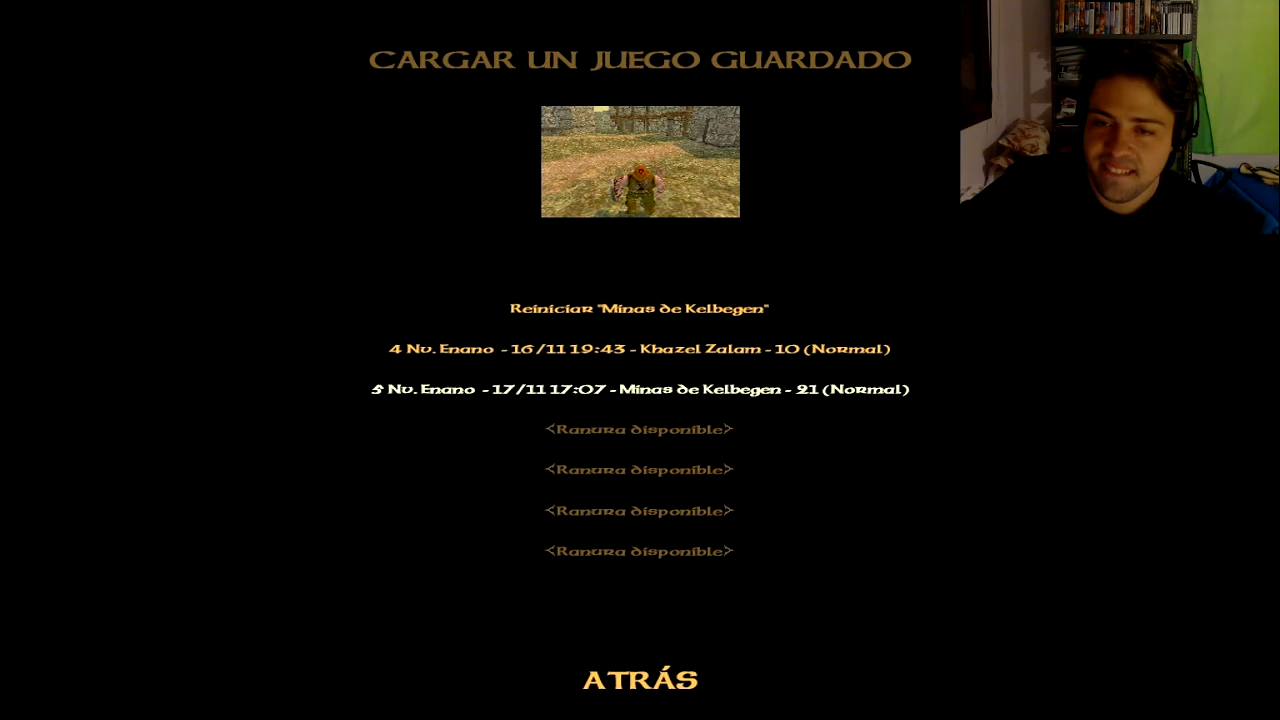 CARGAR UN JUEGO GUARDADO
Reiniciar "Minas de Kelbegen"
4 Nv. Enano - 16/11 19:43 - Khazel Zalam - 10 (Normal)
5 Nv. Enano - 17/11 17:07 - Minas de Kelbegen - 21 (Normal)
<Ranura disponible>
<Ranura disponible>
<Ranura disponible>
<Ranura disponible>
ATRÁS